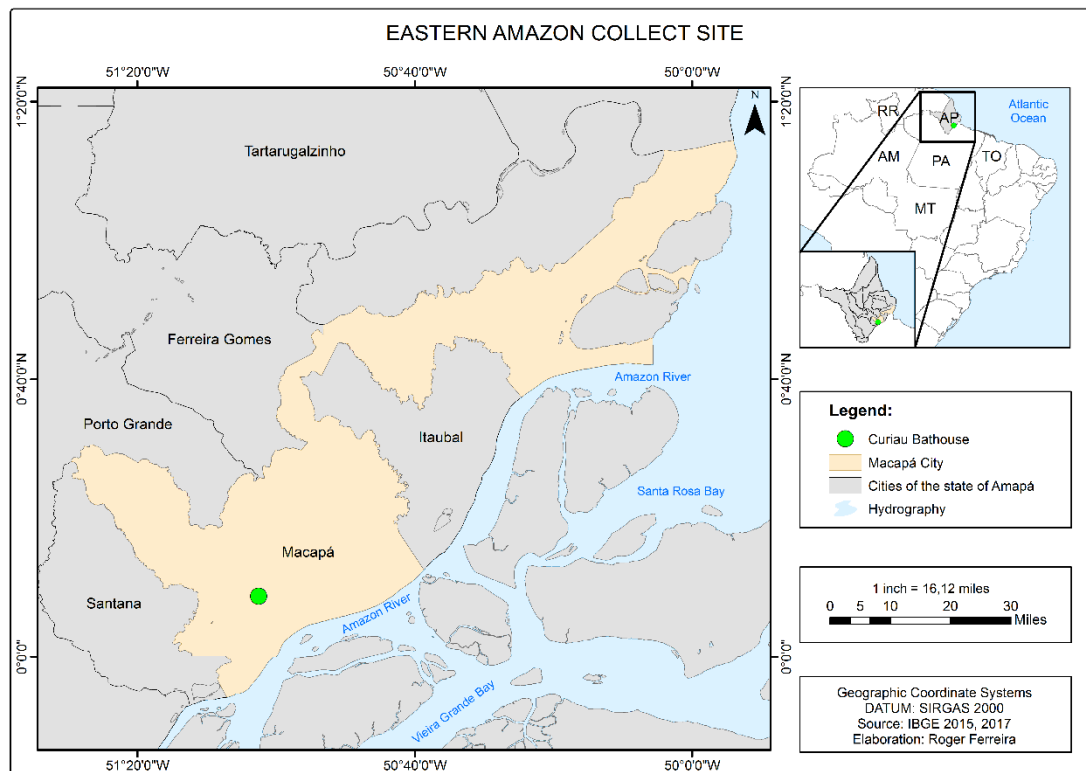 EASTERN AMAZON COLLECT SITE
51°20'0"W
50°40'0"W
50°0'0"W
1°20'0"N
1°20'0"N
N
Tartarugalzinho
Ferreira Gomes
0°40'0"N
0°40'0"N
Amazon River
Porto Grande
Itaubal
Santa Rosa Bay
Macapá
Santana
Amazon River
0°0'0"
0°0'0"
Vieira Grande Bay
51°20'0"W
50°40'0"W
50°0'0"W
Atlantic
Ocean
RR
AP
AM
PA
TO
MT
Legend:
Curiau Bathouse
Macapá City
Cities of the state of Amapá
Hydrography
1 inch = 16,12 miles
0 5 10 20 30
Miles
Geographic Coordinate Systems
DATUM: SIRGAS 2000
Source: IBGE 2015, 2017
Elaboration: Roger Ferreira